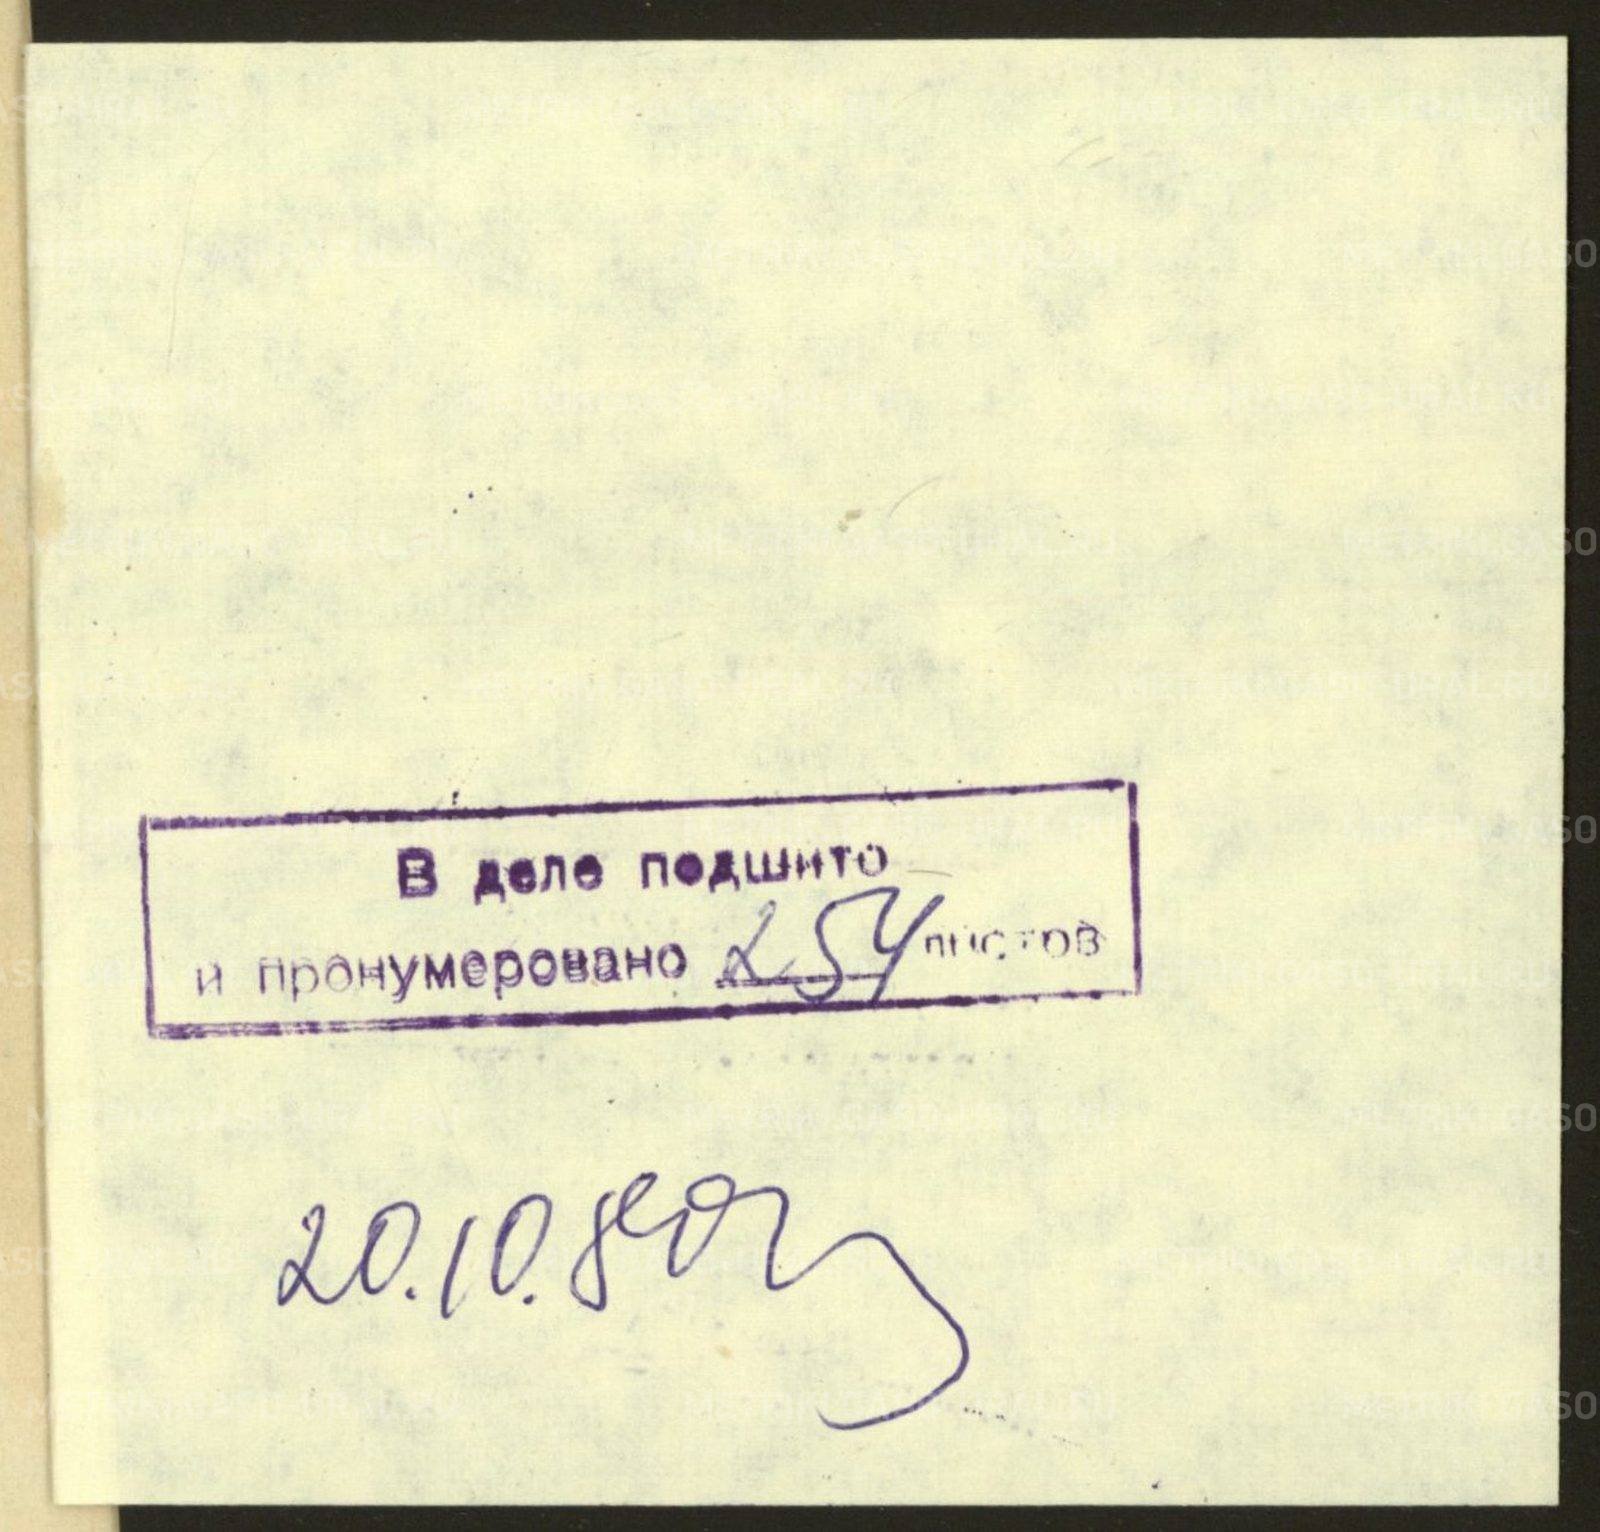 В деле подшито
и пронумеровано 254 листов
20.10.80г